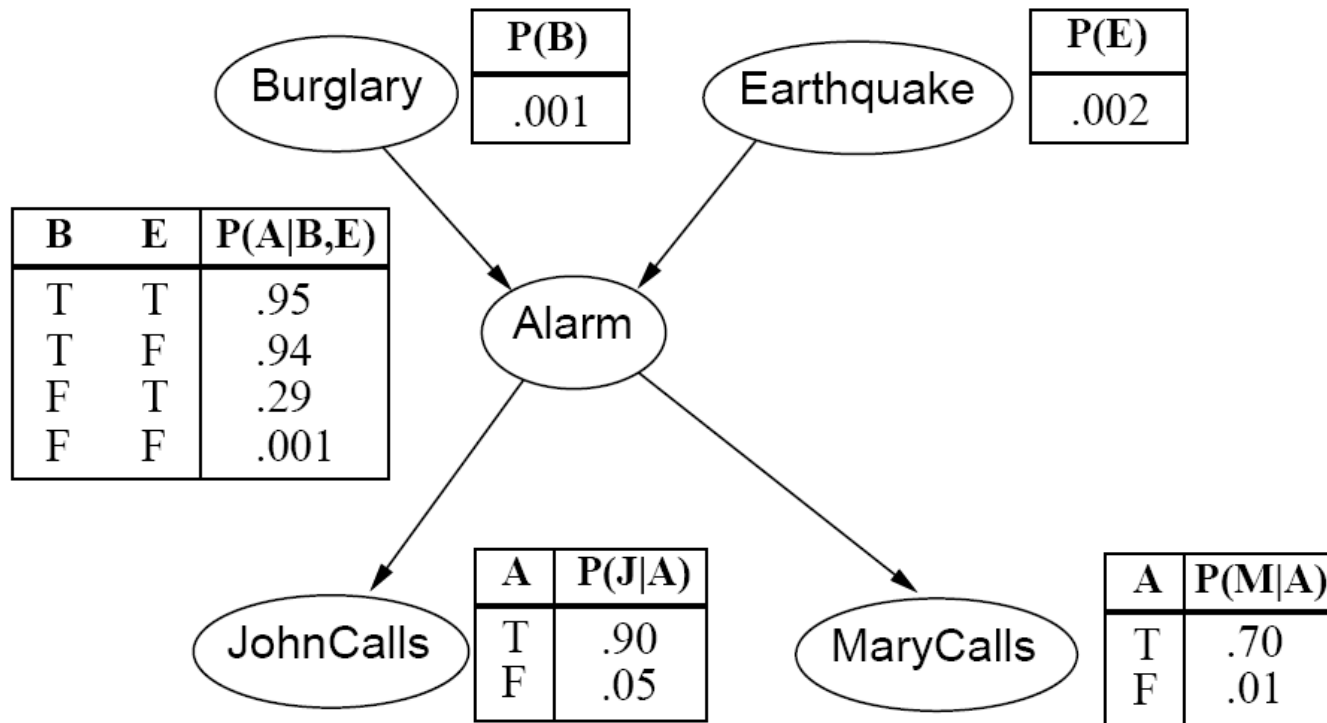 Burglary
P(B)
.001
Earthquake
P(E)
.002
B E P(A|B,E)
T T .95
T F .94
F T .29
F F .001
Alarm
JohnCalls
A P(J|A)
T .90
F .05
MaryCalls
A P(M|A)
T .70
F .01